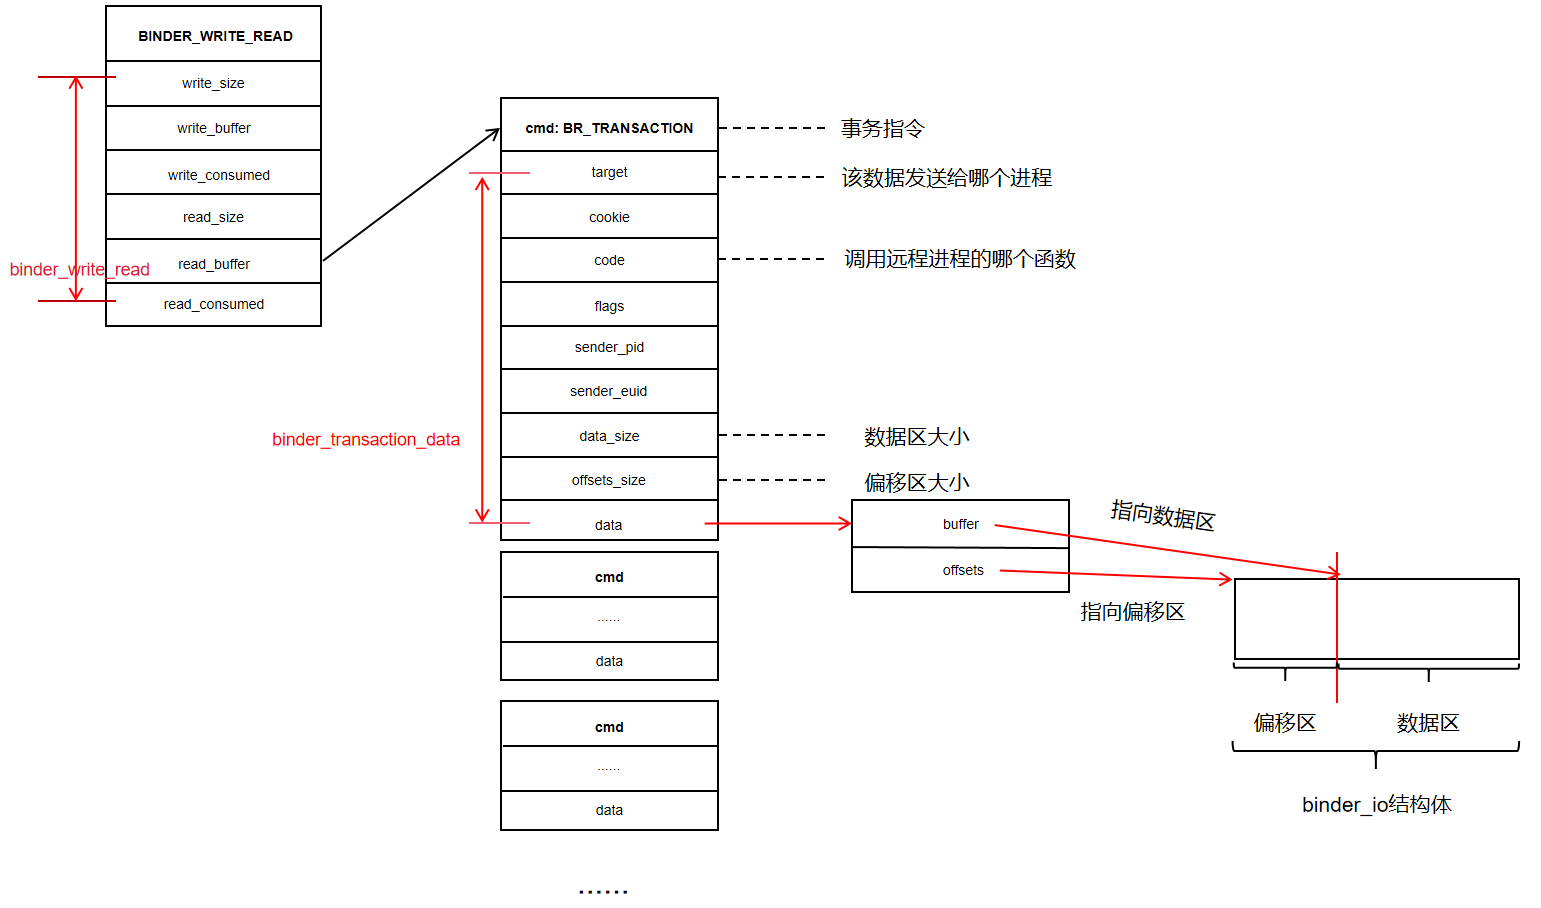 BINDER_WRITE_READ
write_size
write_buffer
write_consumed
read_size
read_buffer
read_consumed
binder_write_read
cmd: BR_TRANSACTION
事务指令
target
该数据发送给哪个进程
cookie
code
调用远程进程的哪个函数
flags
sender_pid
sender_euid
data_size
数据区大小
offsets_size
偏移区大小
data
binder_transaction_data
buffer
指向数据区
offsets
指向偏移区
偏移区
数据区
binder_io结构体
cmd
......
data
cmd
......
data
......